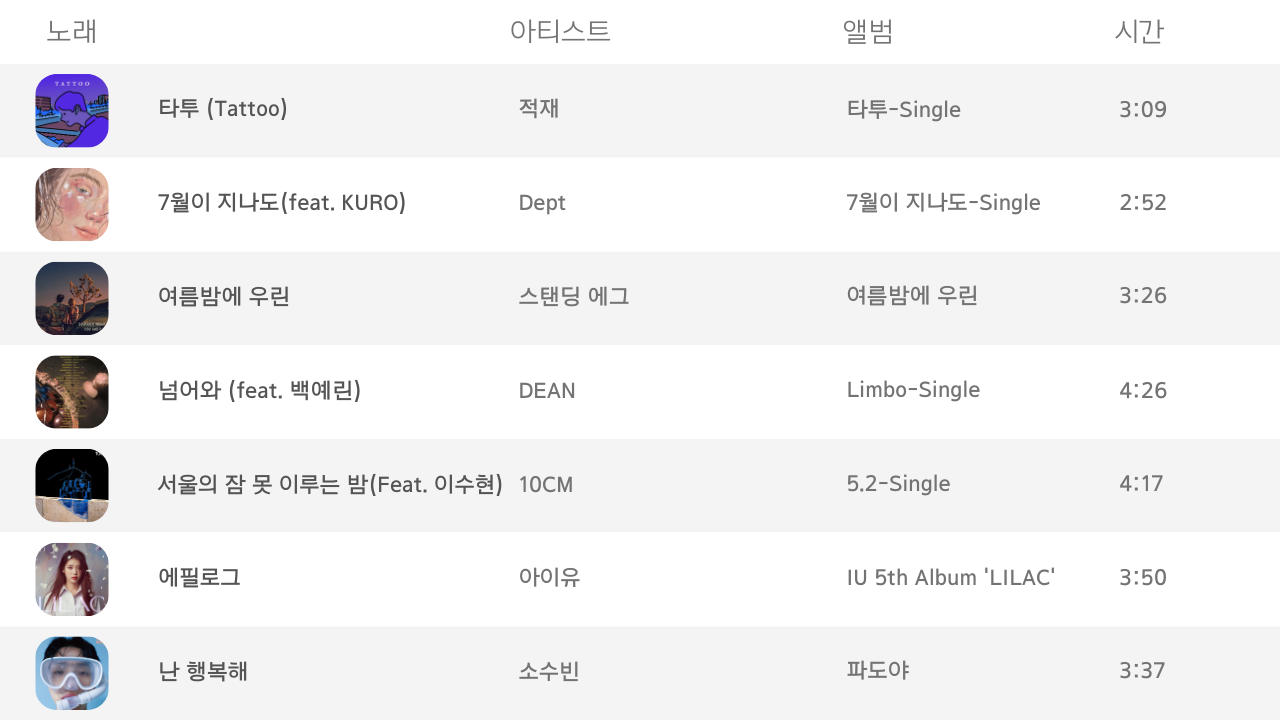 노래 아티스트 앨범 시간
TATTOO
타투 (Tattoo) 적재 타투-Single 3:09
7월이 지나도(feat. KURO) Dept 7월이 지나도-Single 2:52
여름밤에 우린 스탠딩 에그 여름밤에 우린 3:26
넘어와 (feat. 백예린) DEAN Limbo-Single 4:26
서울의 잠 못 이루는 밤(Feat. 이수현) 10CM 5.2-Single 4:17
에필로그 아이유 IU 5th Album 'LILAC' 3:50
LILAC
난 행복해 소수빈 파도야 3:37